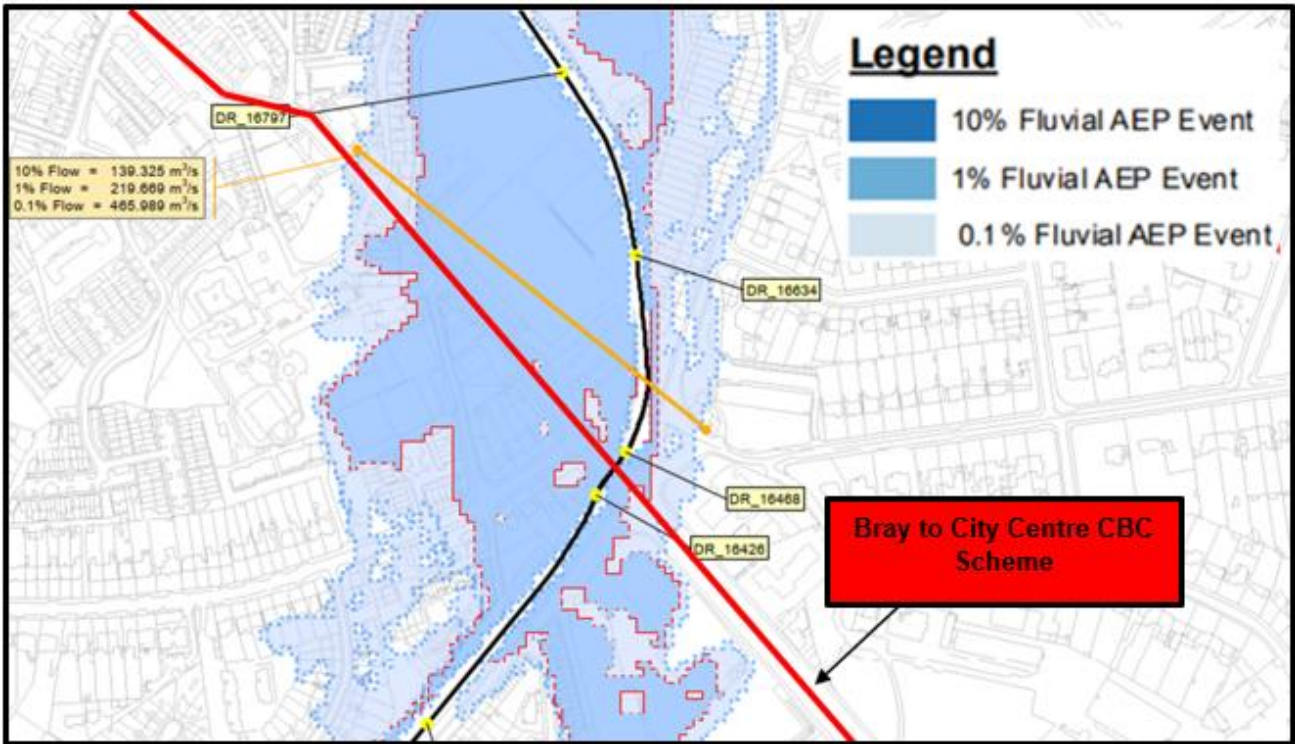 Legend
10% Fluvial AEP Event
1% Fluvial AEP Event
0.1% Fluvial AEP Event
DR_16797
10% Flow = 139.325 m³/s
1% Flow = 219.669 m³/s
0.1% Flow = 465.989 m³/s
DR_16634
DR_16468
DR_16426
Bray to City Centre CBC
Scheme